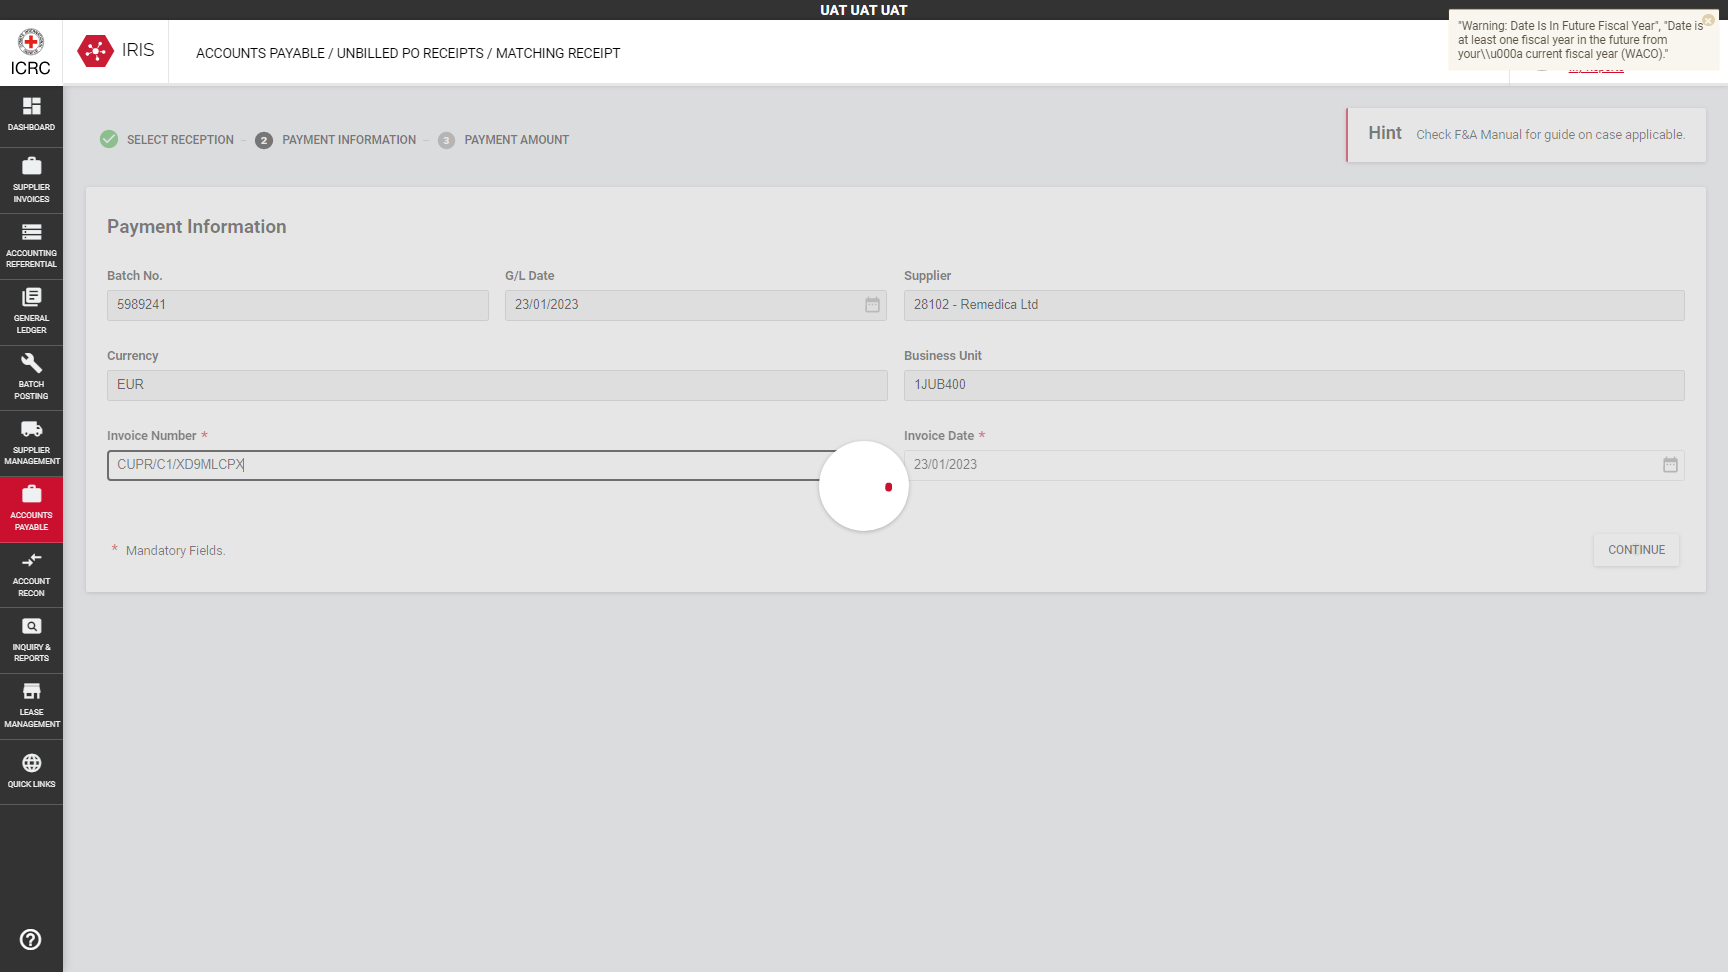 UAT UAT UAT
ICRC
IRIS
ACCOUNTS PAYABLE / UNBILLED PO RECEIPTS / MATCHING RECEIPT
"Warning: Date Is In Future Fiscal Year", "Date is
at least one fiscal year in the future from
your\\u000a current fiscal year (WACO)."
My Reports
DASHBOARD
SUPPLIER
INVOICES
ACCOUNTING
REFERENTIAL
GENERAL
LEDGER
BATCH
POSTING
SUPPLIER
MANAGEMENT
ACCOUNTS
PAYABLE
ACCOUNT
RECON
INQUIRY &
REPORTS
LEASE
MANAGEMENT
QUICK LINKS
SELECT RECEPTION
2 PAYMENT INFORMATION
3 PAYMENT AMOUNT
Hint Check F&A Manual for guide on case applicable.
Payment Information
Batch No.
5989241
G/L Date
23/01/2023
Supplier
28102 - Remedica Ltd
Currency
EUR
Business Unit
1JUB400
Invoice Number *
CUPR/C1/XD9MLCPX
Invoice Date *
23/01/2023
* Mandatory Fields.
CONTINUE